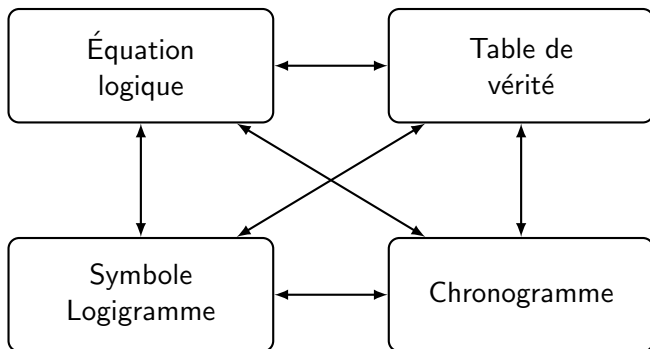 Équation
logique
Table de
vérité
Symbole
Logigramme
Chronogramme